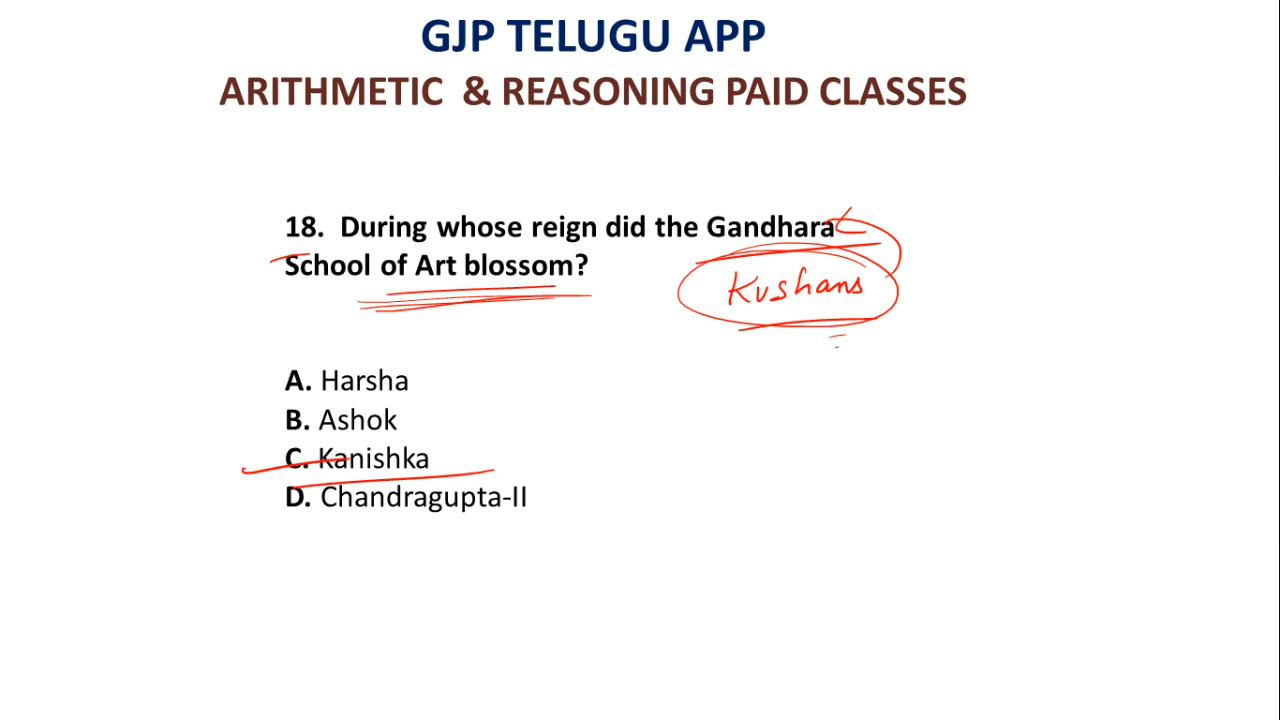 GJP TELUGU APP
ARITHMETIC & REASONING PAID CLASSES
18. During whose reign did the Gandhara
School of Art blossom?
Kushans
A. Harsha
B. Ashok
C. Kanishka
D. Chandragupta-II